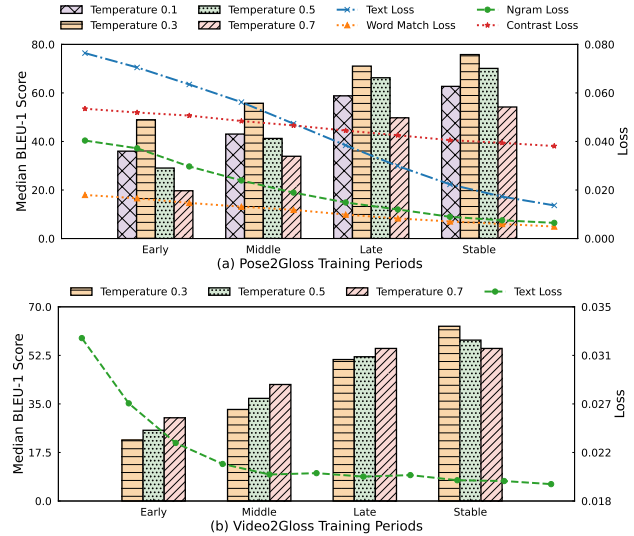 Temperature 0.1 Temperature 0.5 Text Loss Ngram Loss
Temperature 0.3 Temperature 0.7 Word Match Loss Contrast Loss
80.0 0.080
60.0 0.060
40.0 0.040
20.0 0.020
0.0 0.000
Median BLEU-1 Score
Loss
Early Middle Late Stable
(a) Pose2Gloss Training Periods
Temperature 0.3 Temperature 0.5 Temperature 0.7 Text Loss
70.0 0.035
52.5 0.031
35.0 0.027
17.5 0.022
0.0 0.018
Median BLEU-1 Score
Loss
Early Middle Late Stable
(b) Video2Gloss Training Periods